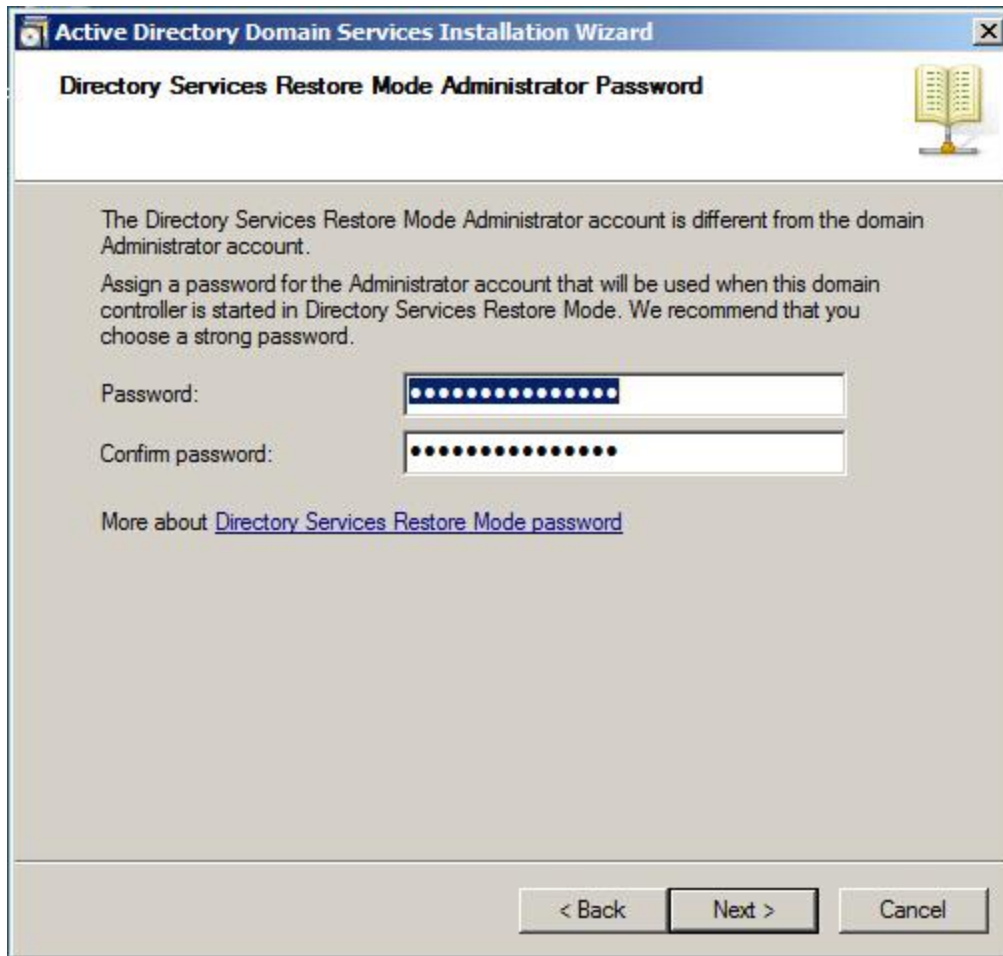 Active Directory Domain Services Installation Wizard
Directory Services Restore Mode Administrator Password
The Directory Services Restore Mode Administrator account is different from the domain
Administrator account.
Assign a password for the Administrator account that will be used when this domain
controller is started in Directory Services Restore Mode. We recommend that you
choose a strong password.
Password: •••••••••••••••
Confirm password: •••••••••••••••
More about Directory Services Restore Mode password
< Back Next > Cancel